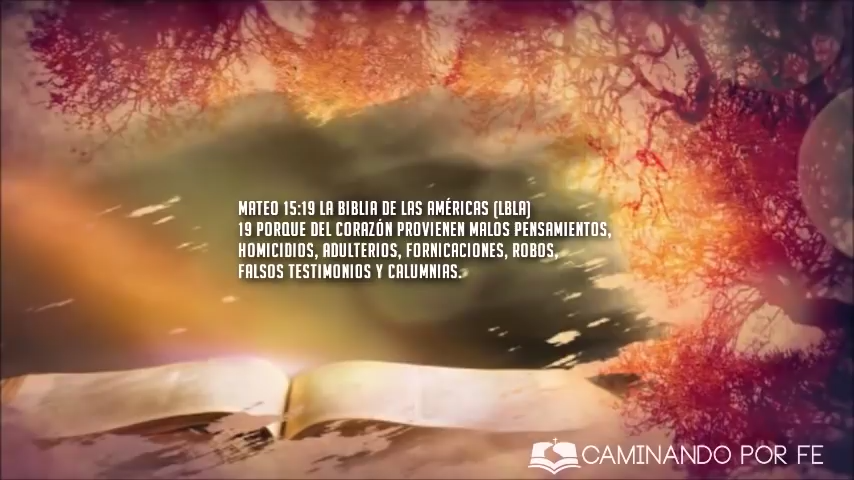 MATEO 15:19 LA BIBLIA DE LAS AMÉRICAS (LBLA)
19 PORQUE DEL CORAZÓN PROVIENEN MALOS PENSAMIENTOS,
HOMICIDIOS, ADULTERIOS, FORNICACIONES, ROBOS,
FALSOS TESTIMONIOS Y CALUMNIAS.
CAMINANDO POR FE